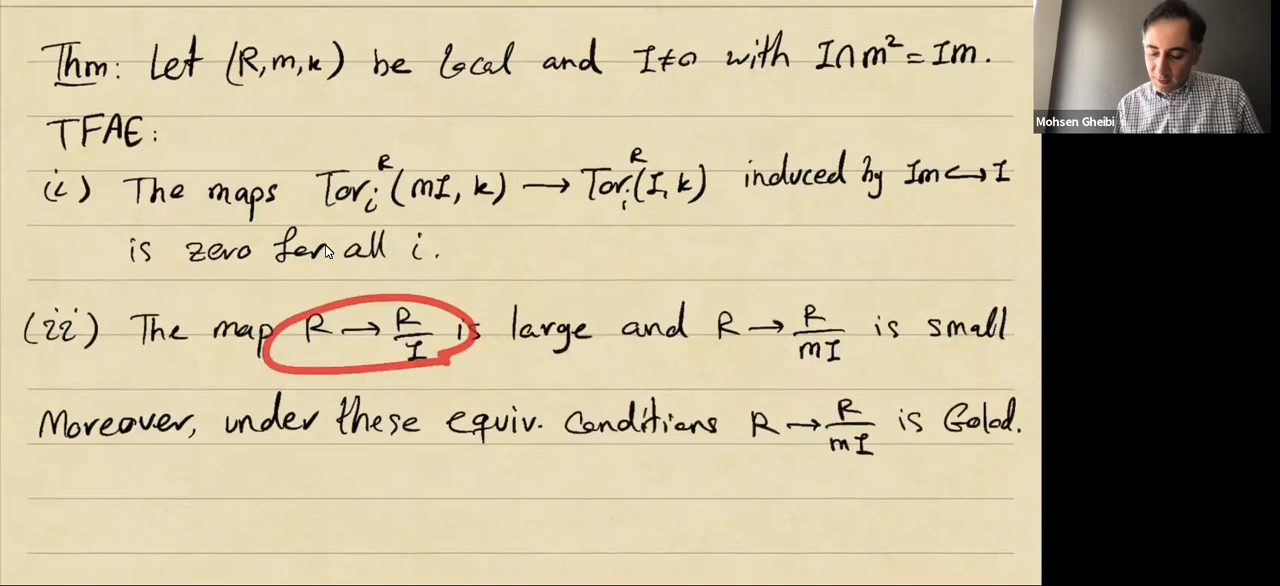 Thm: Let (R,m,k) be local and I≠0 with I∩m²=Im.
TFAE:
(i) The maps Torᵢᴿ(mI, k) → Torᵢᴿ(I, k) induced by Im↪I
is zero for all i.
(ii) The map R → R/I is large and R → R/mI is small
Moreover, under these equiv. Conditions R → R/mI is Golod.
Mohsen Gheibi